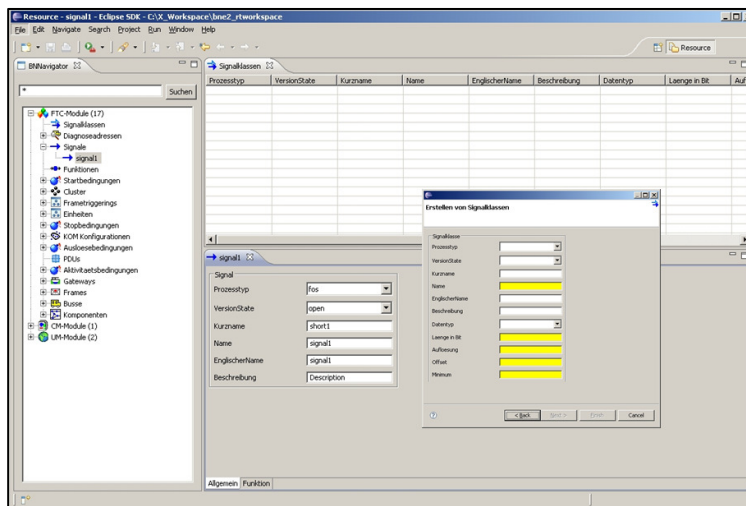 Resource - signal1 - Eclipse SDK - C:\X_Workspace\bne2_rtworkspace
File Edit Navigate Search Project Run Window Help
Resource
BNNavigator
*
Suchen
FTC-Module (17)
Signalklassen
Diagnoseadressen
Signale
signal1
Funktionen
Startbedingungen
Cluster
Frametriggerings
Einheiten
Stopbedingungen
KOM Konfigurationen
Ausloesebedingungen
PDUs
Aktivitaetsbedingungen
Gateways
Frames
Busse
Komponenten
CM-Module (1)
UM-Module (2)
Signalklassen
Prozesstyp VersionState Kurzname Name EnglischerName Beschreibung Datentyp Laenge in Bit Auf
signal1
Signal
Prozesstyp fos
VersionState open
Kurzname short1
Name signal1
EnglischerName signal1
Beschreibung Description
Allgemein Funktion
Erstellen von Signalklassen
Signalklasse
Prozesstyp
VersionState
Kurzname
Name
EnglischerName
Beschreibung
Datentyp
Laenge in Bit
Aufloesung
Offset
Minimum
< Back Next > Finish Cancel